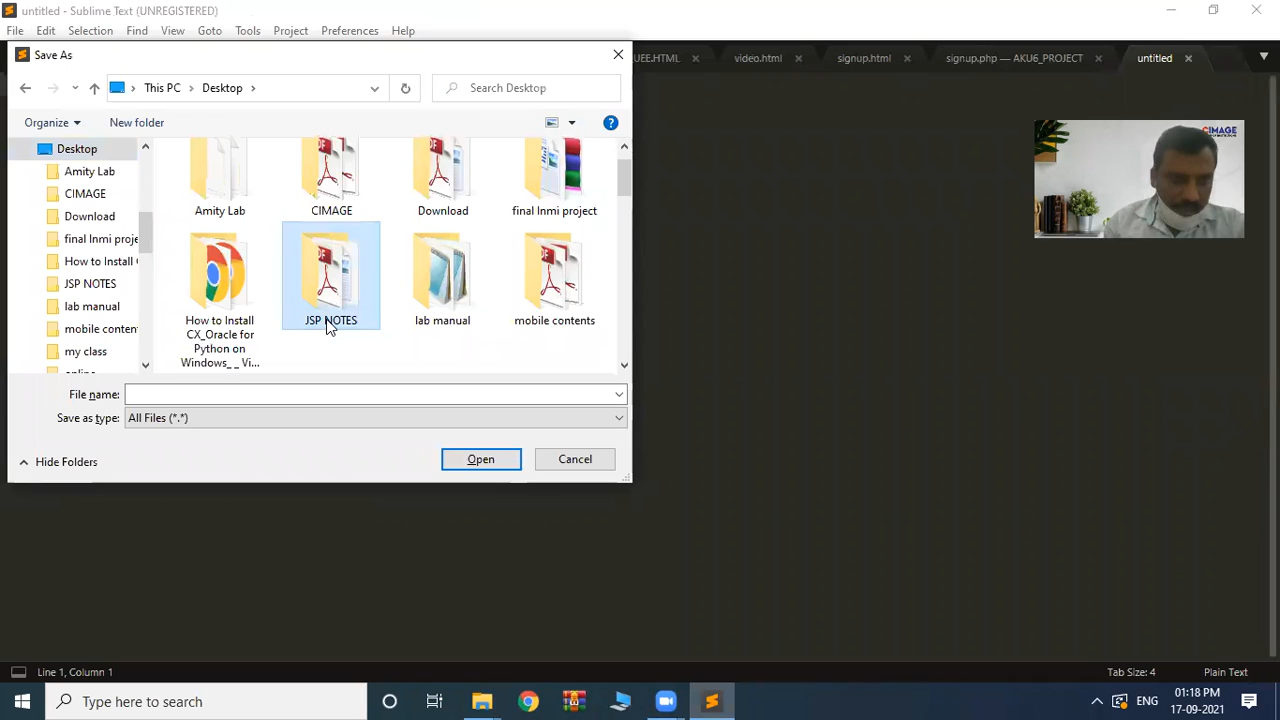 untitled - Sublime Text (UNREGISTERED)
File Edit Selection Find View Goto Tools Project Preferences Help
Save As
UEE.HTML video.html signup.html signup.php — AKU6_PROJECT untitled
This PC Desktop Search Desktop
Organize New folder
Desktop
Amity Lab
CIMAGE
Download
final lnmi proje
How to Install
JSP NOTES
lab manual
mobile conten
my class
Amity Lab CIMAGE Download final lnmi project
How to Install CX_Oracle for Python on Windows_ _ Vi...
JSP NOTES
lab manual
mobile contents
File name:
Save as type: All Files (*.*)
Hide Folders Open Cancel
CIMAGE
Line 1, Column 1 Tab Size: 4 Plain Text
Type here to search ENG 01:18 PM
17-09-2021